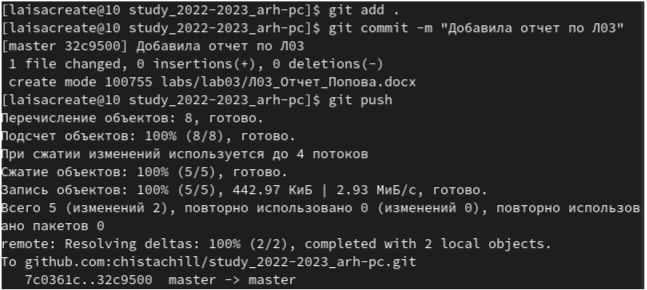 [laisacreate@10 study_2022-2023_arh-pc]$ git add .
[laisacreate@10 study_2022-2023_arh-pc]$ git commit -m "Добавила отчет по Л03"
[master 32c9500] Добавила отчет по Л03
 1 file changed, 0 insertions(+), 0 deletions(-)
 create mode 100755 labs/lab03/Л03_Отчет_Попова.docx
[laisacreate@10 study_2022-2023_arh-pc]$ git push
Перечисление объектов: 8, готово.
Подсчет объектов: 100% (8/8), готово.
При сжатии изменений используется до 4 потоков
Сжатие объектов: 100% (5/5), готово.
Запись объектов: 100% (5/5), 442.97 КиБ | 2.93 МиБ/с, готово.
Всего 5 (изменений 2), повторно использовано 0 (изменений 0), повторно использов
ано пакетов 0
remote: Resolving deltas: 100% (2/2), completed with 2 local objects.
To github.com:chistachill/study_2022-2023_arh-pc.git
   7c0361c..32c9500  master -> master